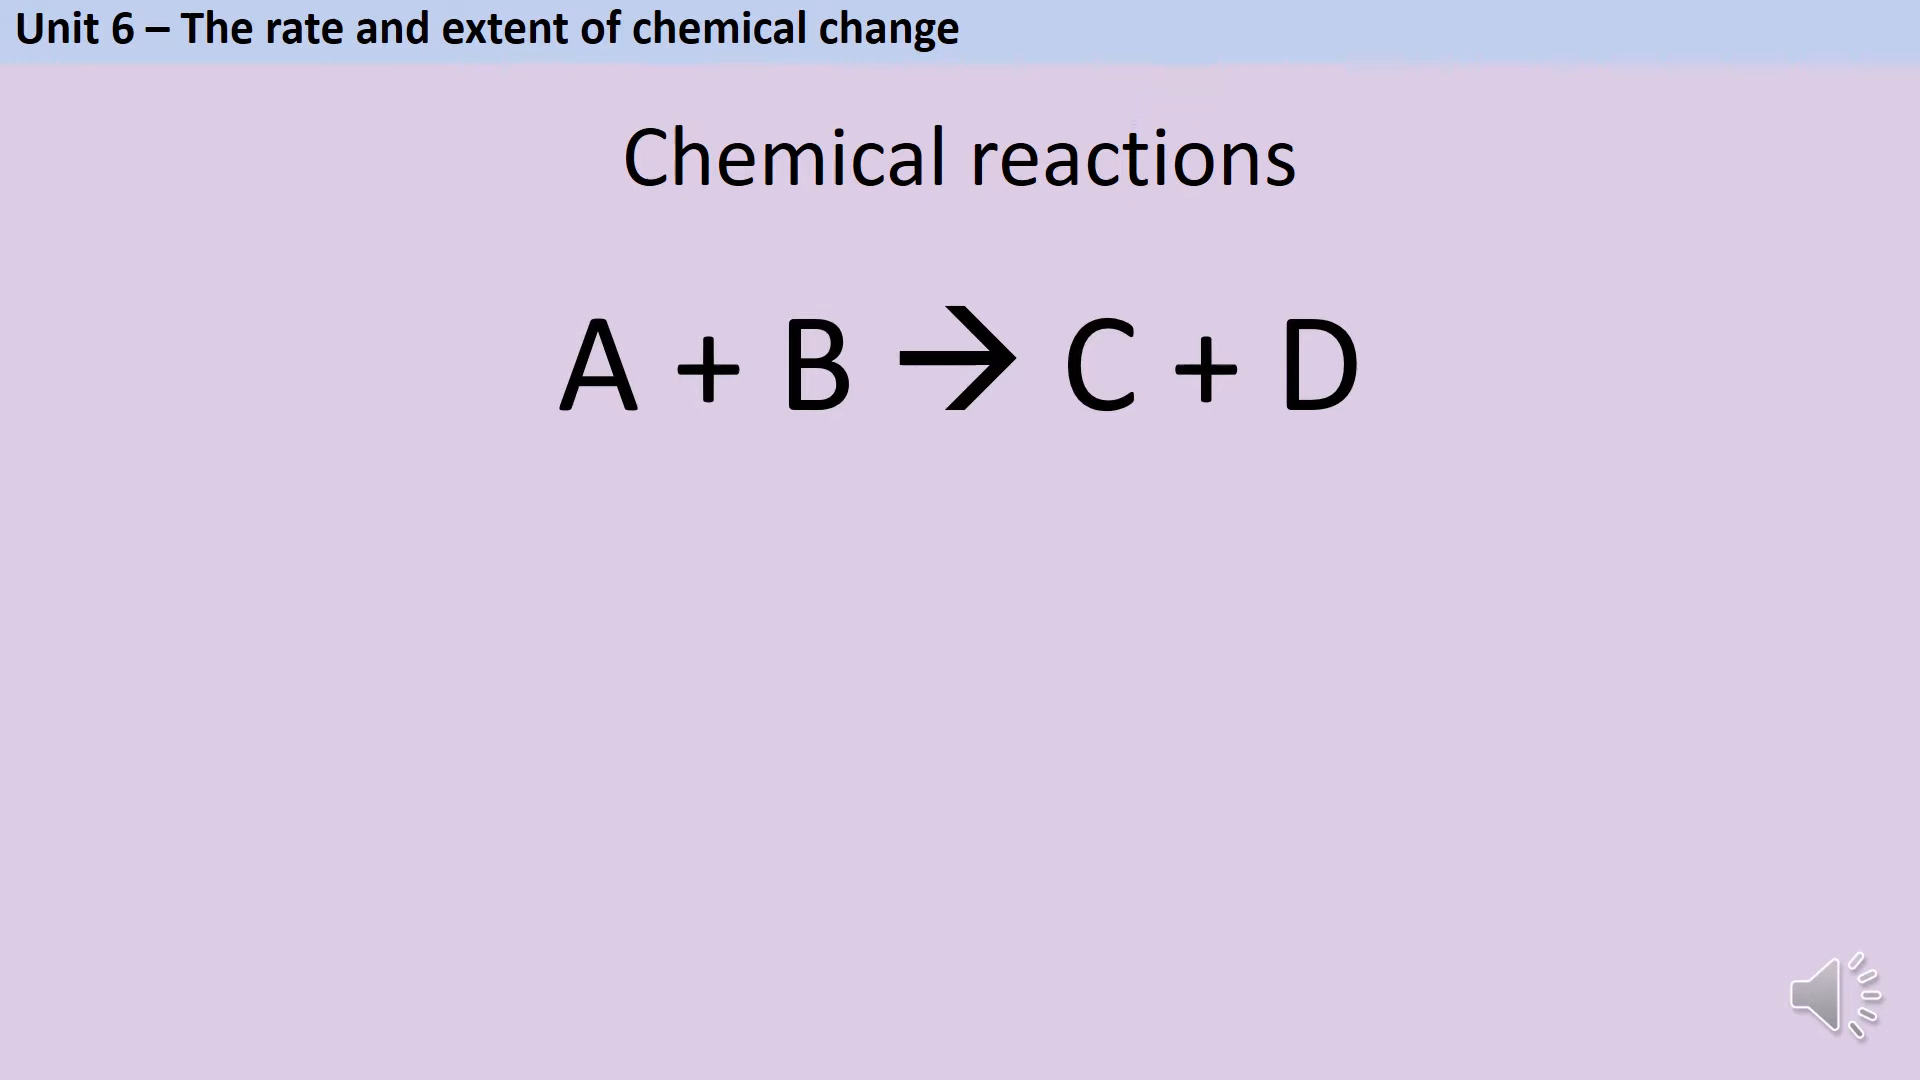 Unit 6 – The rate and extent of chemical change
Chemical reactions
A + B → C + D